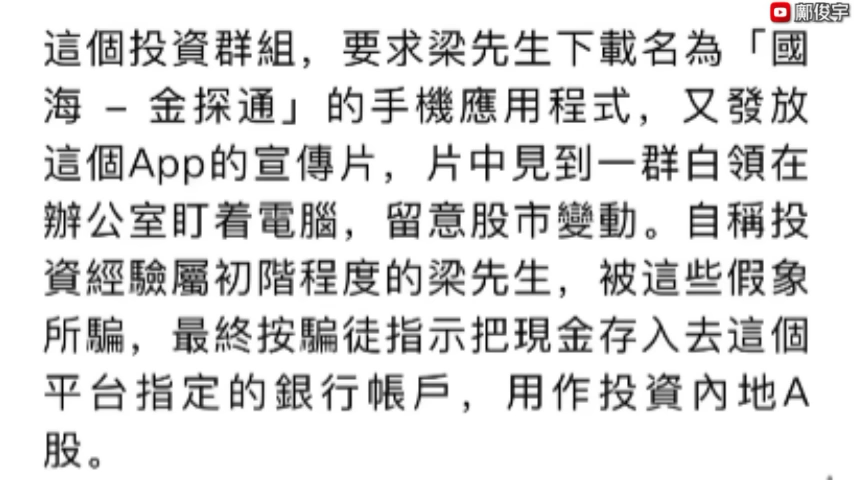 鄺俊宇
這個投資群組，要求梁先生下載名為「國
海 – 金探通」的手機應用程式，又發放
這個App的宣傳片，片中見到一群白領在
辦公室盯着電腦，留意股市變動。自稱投
資經驗屬初階程度的梁先生，被這些假象
所騙，最終按騙徒指示把現金存入去這個
平台指定的銀行帳戶，用作投資內地A
股。